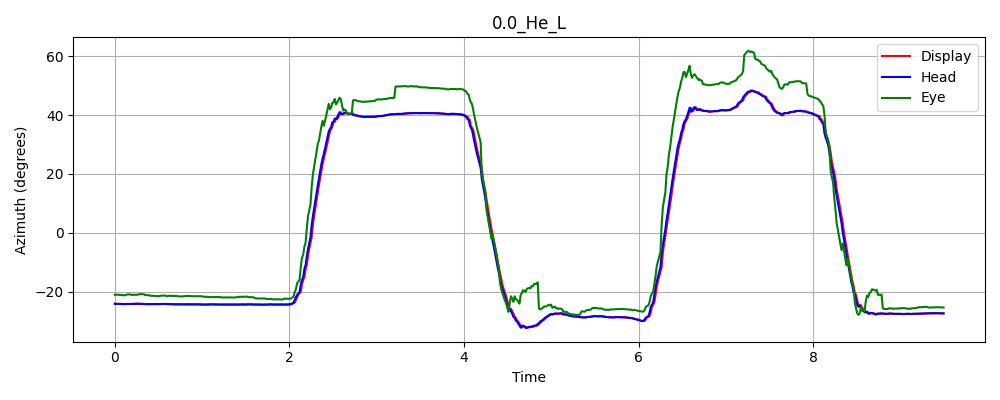 0.0_He_L
Display
Head
Eye
Azimuth (degrees)
60
40
20
0
−20
0 2 4 6 8
Time